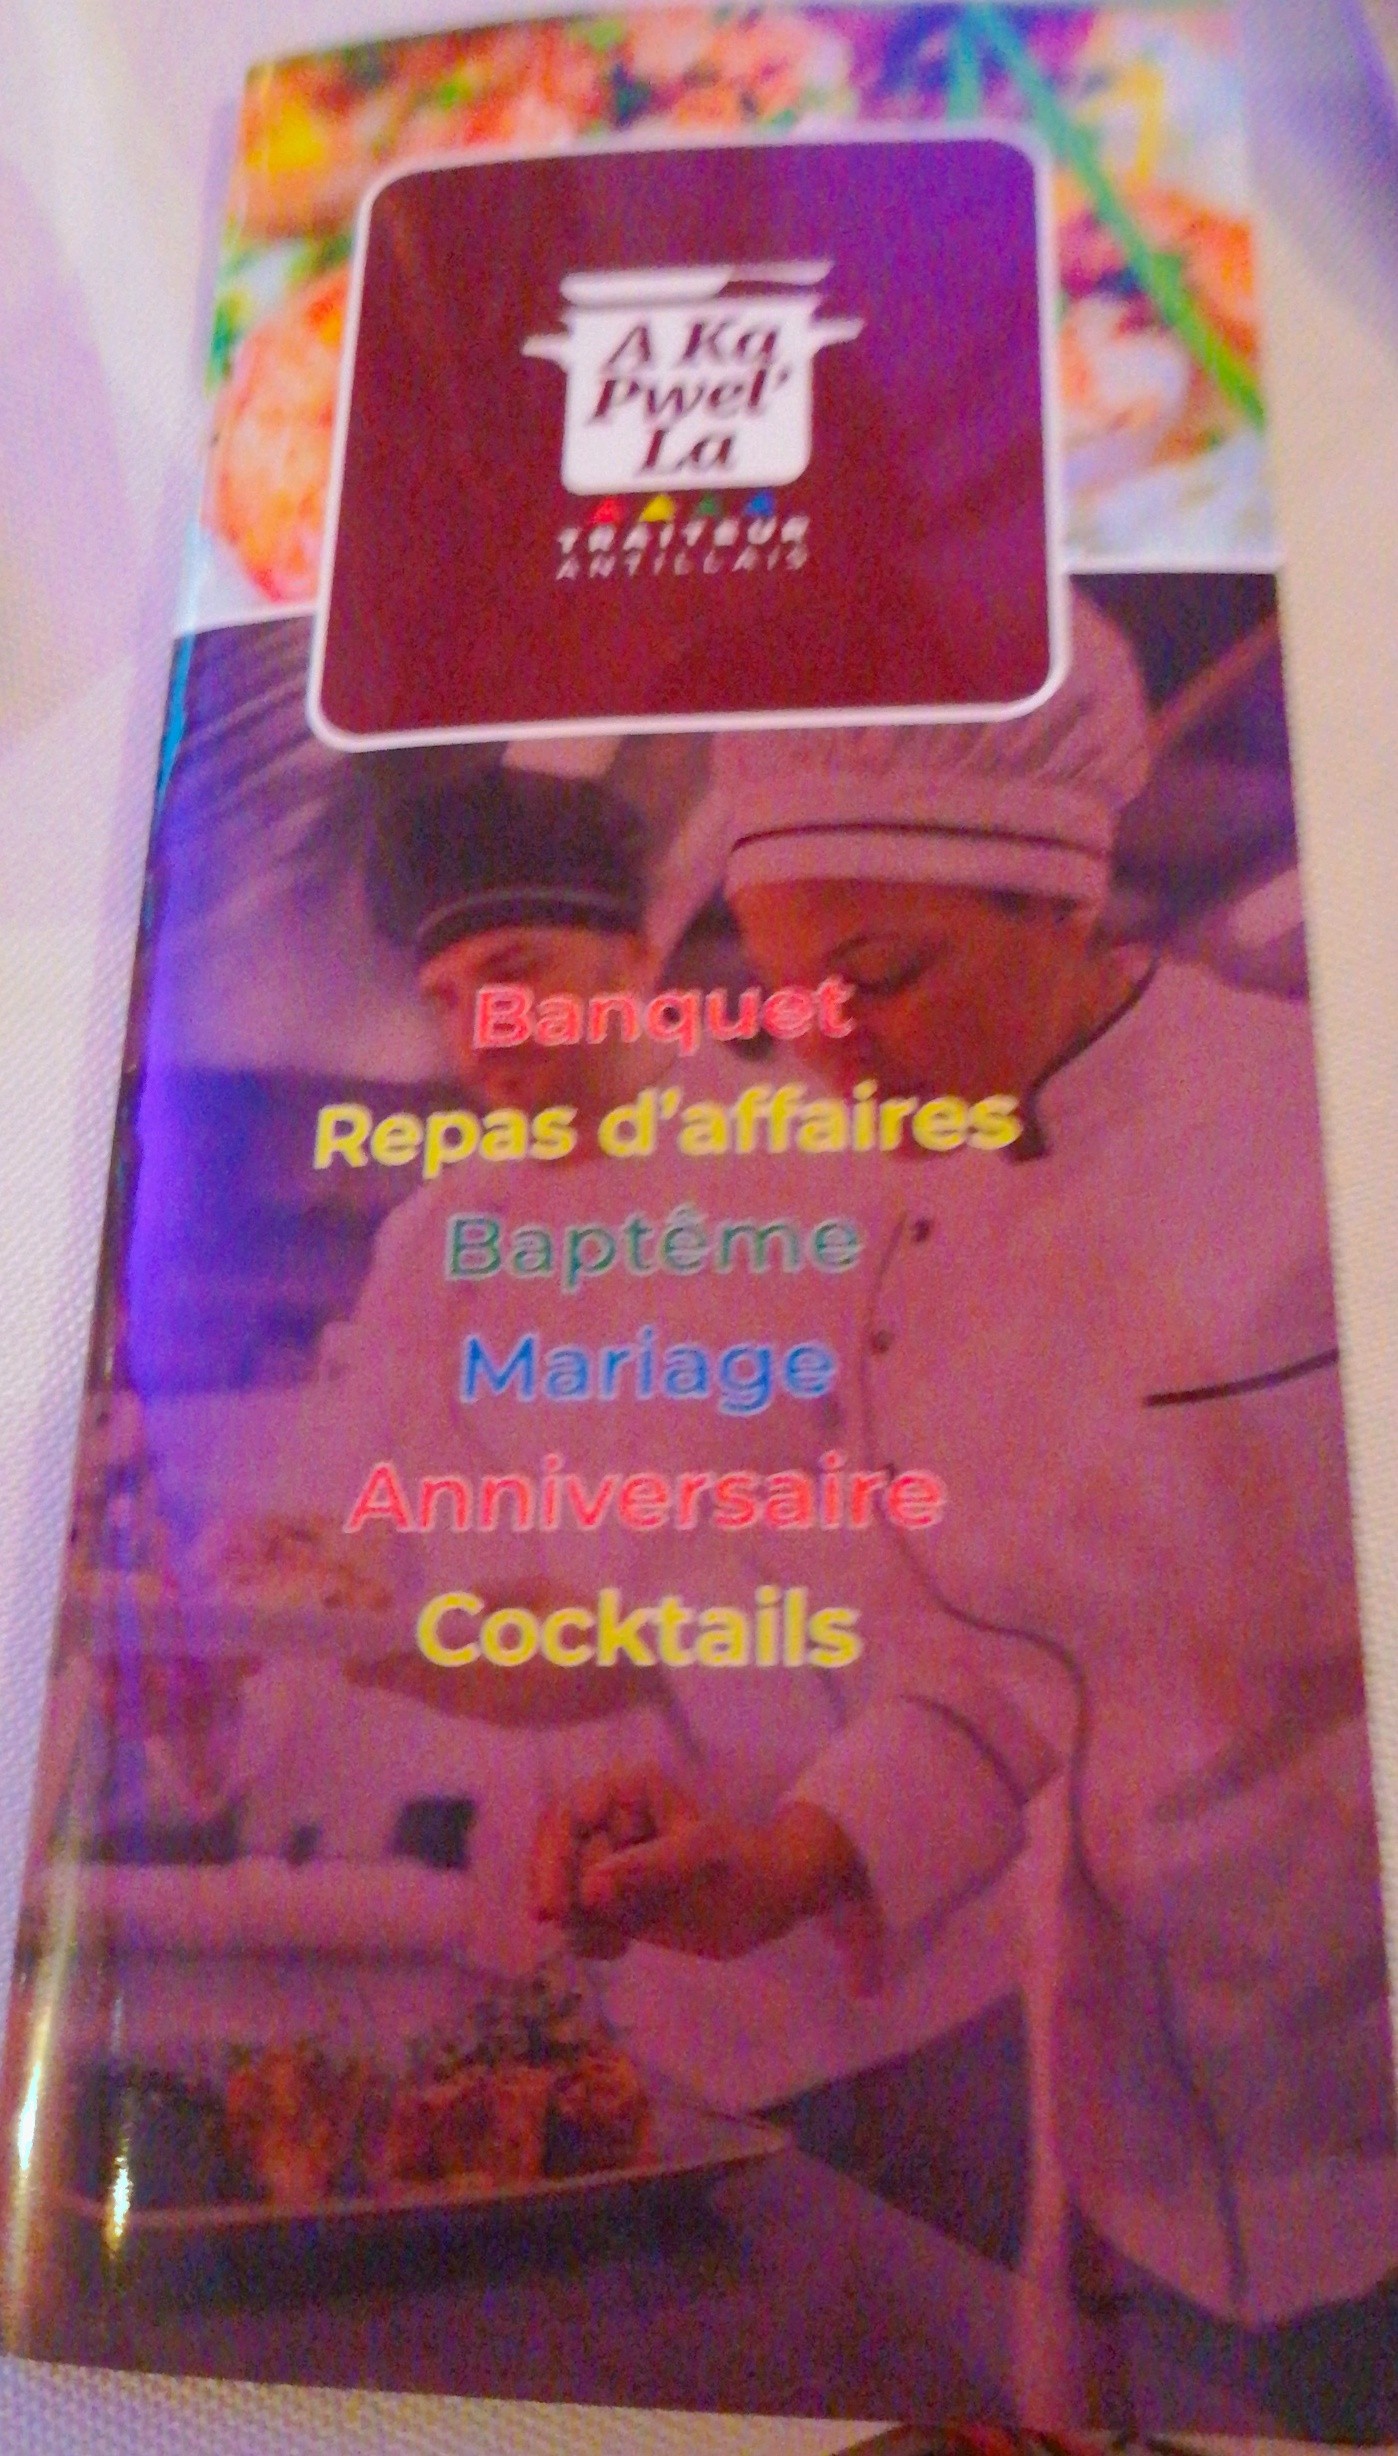 A Ka
Pwel'
La
TRAITEUR
ANTILLAIS
Banquet
Repas d'affaires
Baptême
Mariage
Anniversaire
Cocktails